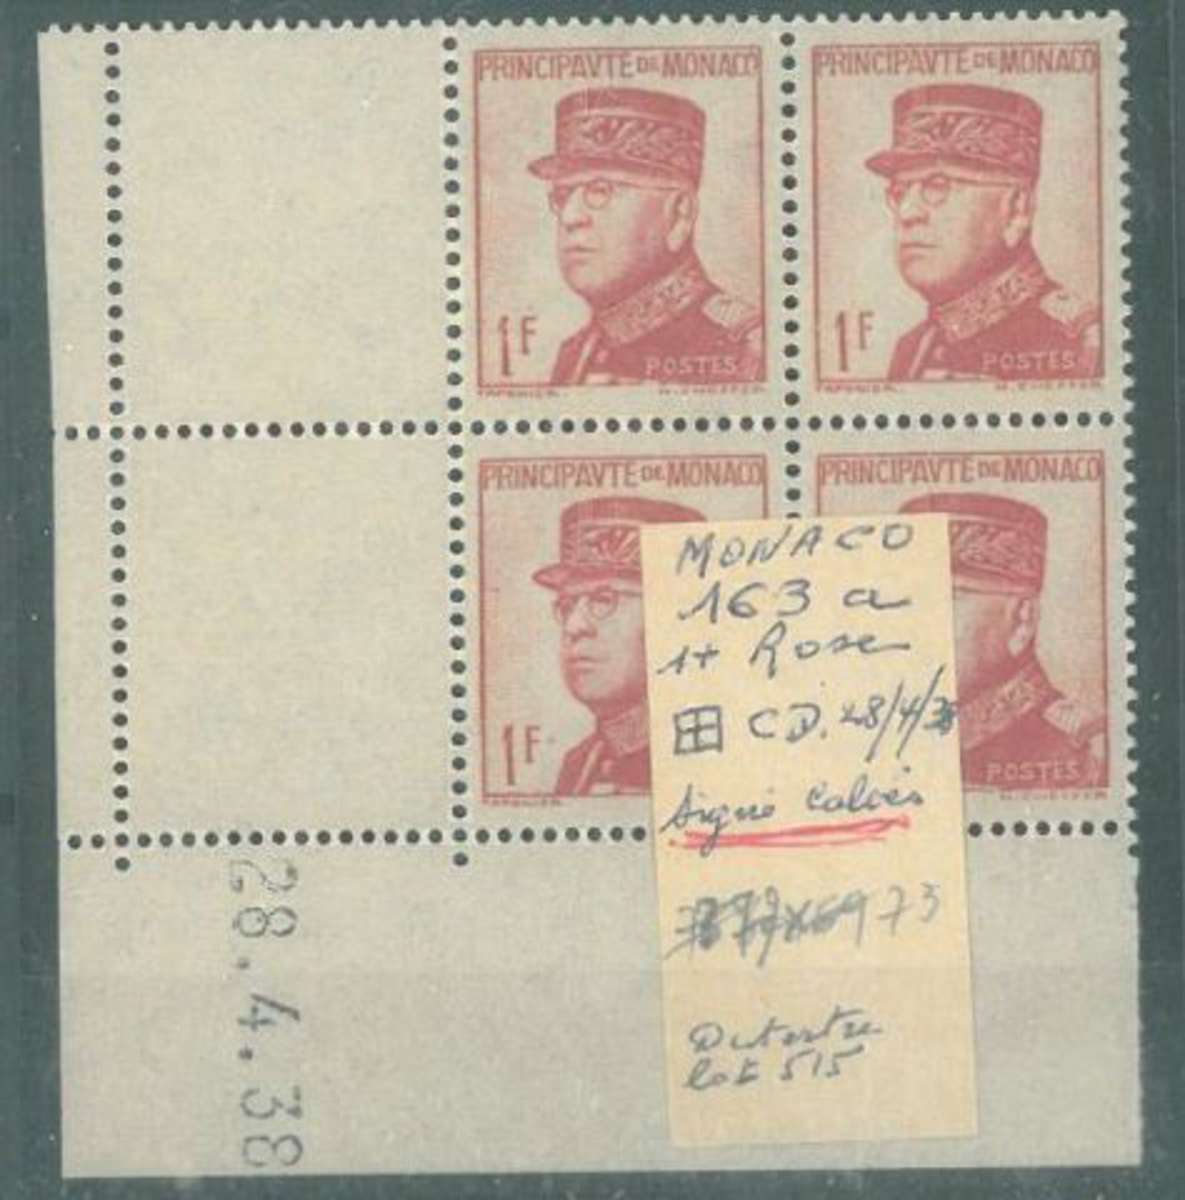 PRINCIPAVTE DE MONACO PRINCIPAVTE DE MONACO
1F POSTES 1F POSTES
PRINCIPAVTE DE MONACO PRINCIPAVTE DE MONACO
1F POSTES
MONACO
163 a
1+ Rose
CD. 28/4/38
Signé Calves
73
lot 515
28.4.38